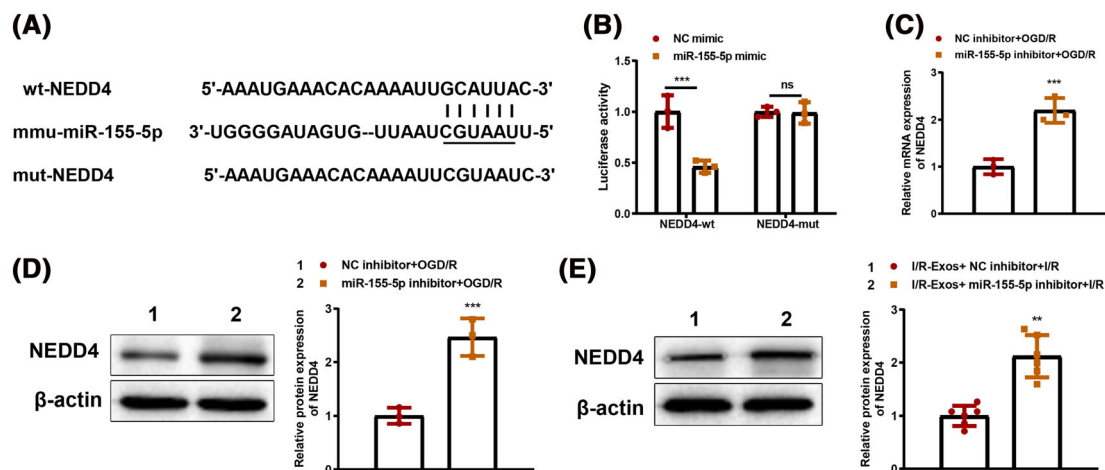 (A)
wt-NEDD4 5'-AAAUGAAACACAAAAUUGCAUUAC-3'
mmu-miR-155-5p 3'-UGGGGAUAGUG--UUAAUCGUAAUU-5'
mut-NEDD4 5'-AAAUGAAACACAAAAUUCGUAAUC-3'
(B)
NC mimic
miR-155-5p mimic
Luciferase activity
1.5
1.0
0.5
0.0
***
ns
NEDD4-wt NEDD4-mut
(C)
NC inhibitor+OGD/R
miR-155-5p inhibitor+OGD/R
Relative mRNA expression
of NEDD4
3
2
1
0
***
(D)
1 NC inhibitor+OGD/R
2 miR-155-5p inhibitor+OGD/R
1 2
NEDD4
β-actin
Relative protein expression
of NEDD4
3
2
1
0
***
(E)
1 I/R-Exos+ NC inhibitor+I/R
2 I/R-Exos+ miR-155-5p inhibitor+I/R
1 2
NEDD4
β-actin
Relative protein expression
of NEDD4
3
2
1
0
**